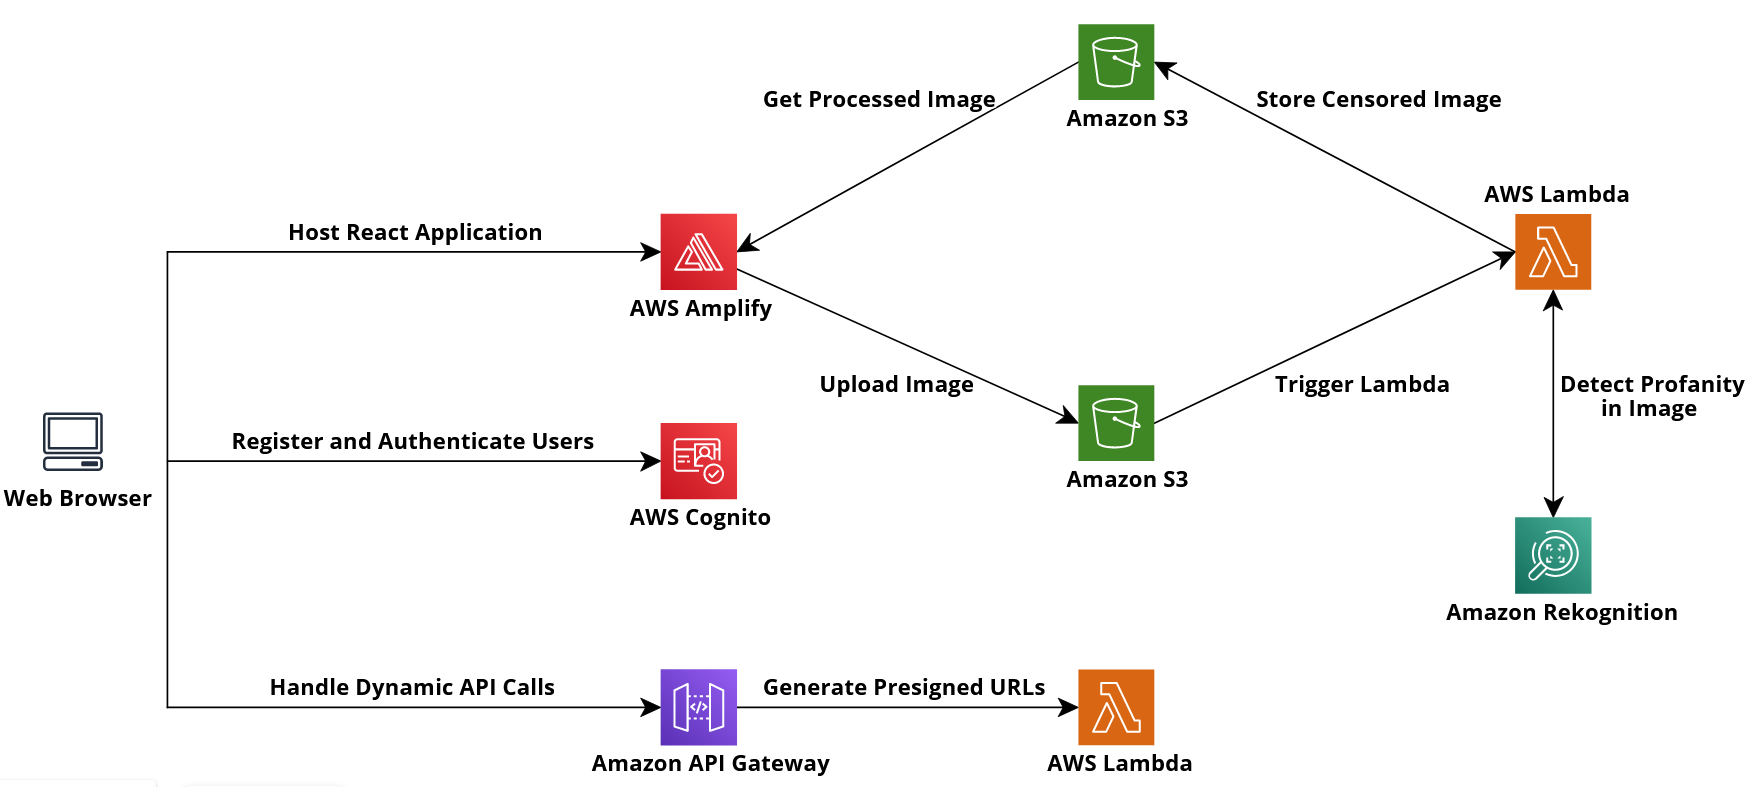 Get Processed Image
Store Censored Image
Amazon S3
AWS Lambda
Host React Application
AWS Amplify
Upload Image
Trigger Lambda
Detect Profanity
in Image
Register and Authenticate Users
Amazon S3
Web Browser
AWS Cognito
Amazon Rekognition
Handle Dynamic API Calls
Generate Presigned URLs
Amazon API Gateway
AWS Lambda